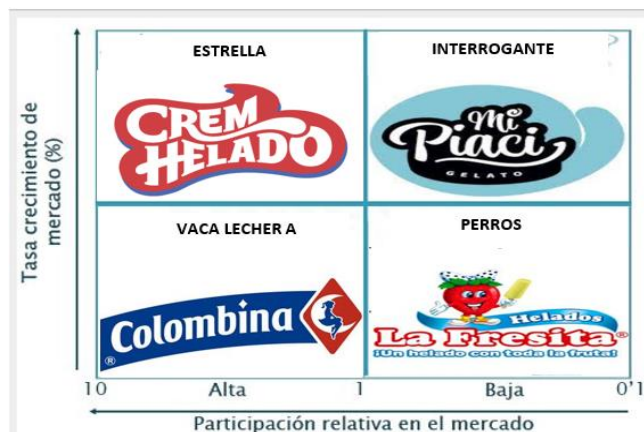 ESTRELLA
INTERROGANTE
CREM
HELADO
Mi
Piaci
GELATO
Tasa crecimiento de
mercado (%)
VACA LECHER A
PERROS
Colombina
®
Helados
La Fresita®
¡Un helado con toda la fruta!
10 Alta 1 Baja 0'1
Participación relativa en el mercado